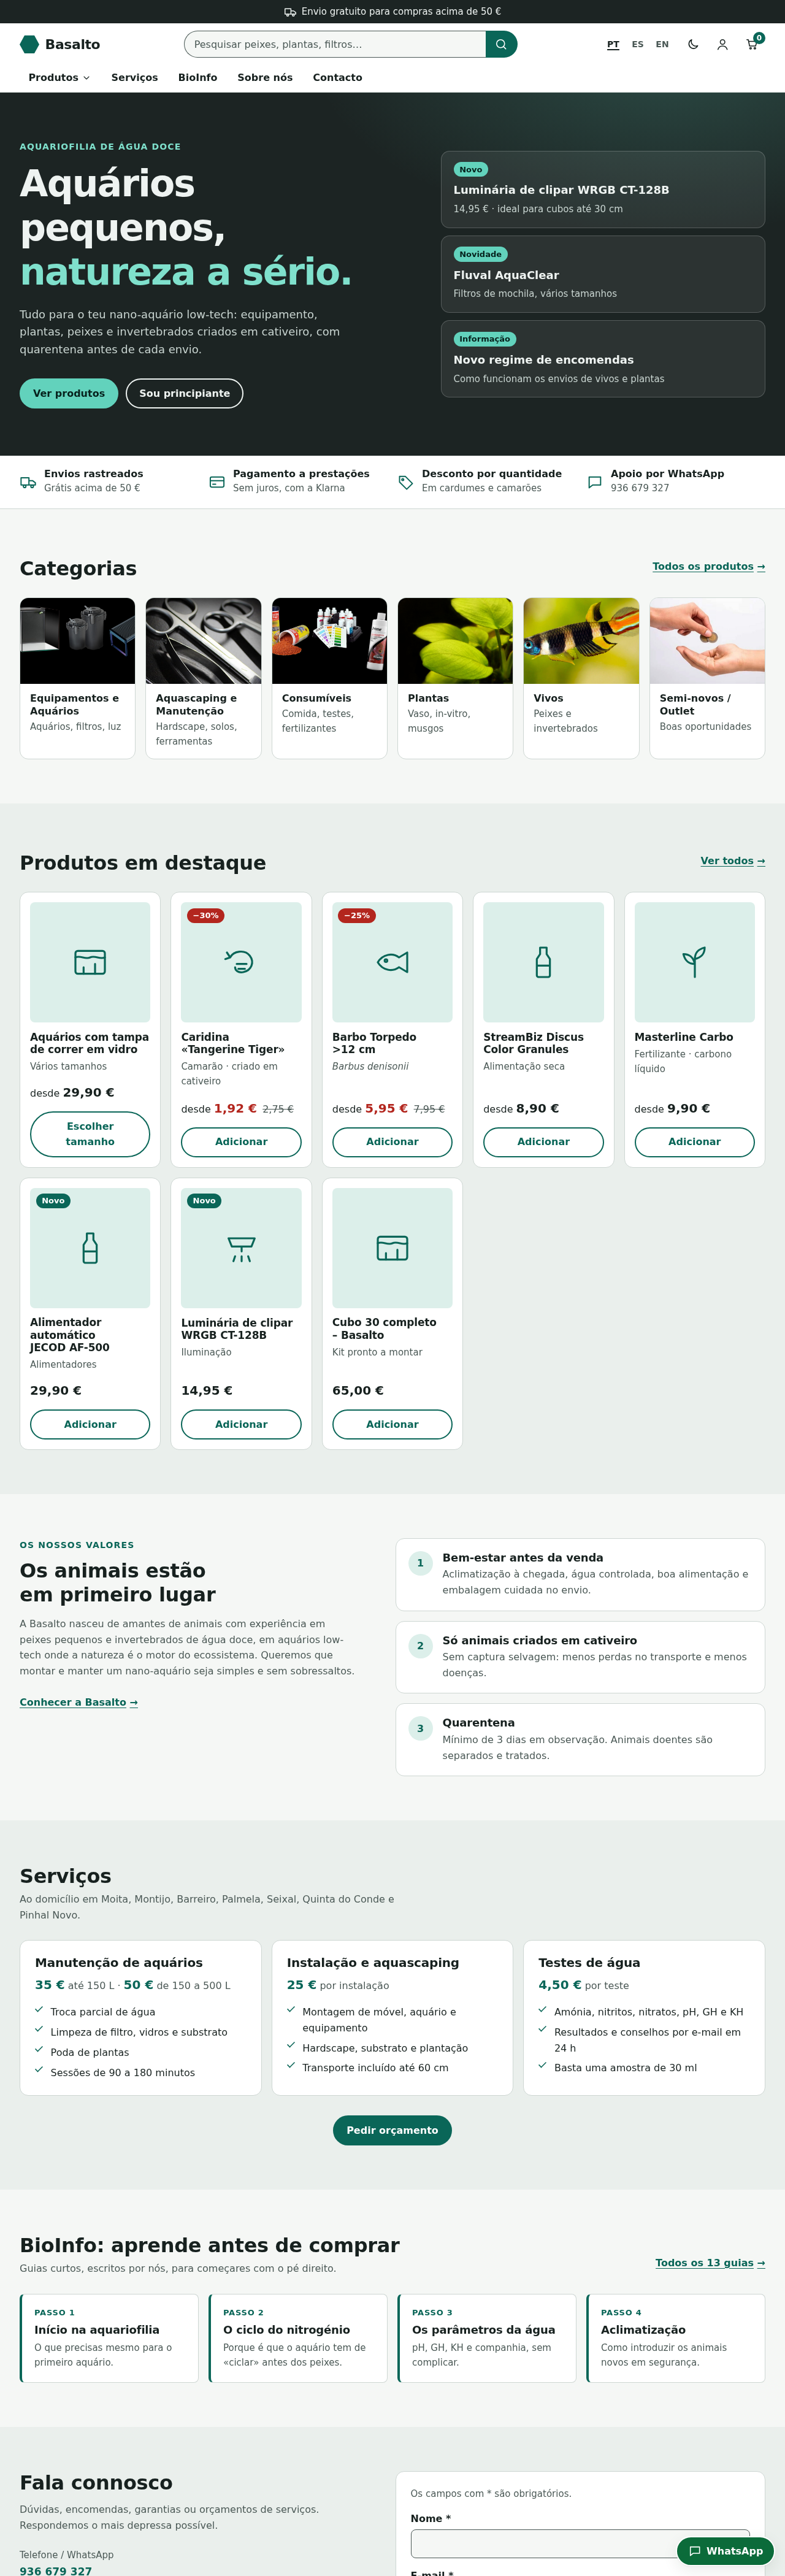 Envio gratuito para compras acima de 50 €
Basalto
Pesquisar peixes, plantas, filtros…
PT ES EN
0
Produtos
Serviços
BioInfo
Sobre nós
Contacto
AQUARIOFILIA DE ÁGUA DOCE
Aquários
pequenos,
natureza a sério.
Tudo para o teu nano-aquário low-tech: equipamento,
plantas, peixes e invertebrados criados em cativeiro, com
quarentena antes de cada envio.
Ver produtos
Sou principiante
Novo
Luminária de clipar WRGB CT-128B
14,95 € · ideal para cubos até 30 cm
Novidade
Fluval AquaClear
Filtros de mochila, vários tamanhos
Informação
Novo regime de encomendas
Como funcionam os envios de vivos e plantas
Envios rastreados
Grátis acima de 50 €
Pagamento a prestações
Sem juros, com a Klarna
Desconto por quantidade
Em cardumes e camarões
Apoio por WhatsApp
936 679 327
Categorias
Todos os produtos →
Equipamentos e
Aquários
Aquários, filtros, luz
Aquascaping e
Manutenção
Hardscape, solos,
ferramentas
Consumíveis
Comida, testes,
fertilizantes
Plantas
Vaso, in-vitro,
musgos
Vivos
Peixes e
invertebrados
Semi-novos /
Outlet
Boas oportunidades
Produtos em destaque
Ver todos →
Aquários com tampa
de correr em vidro
Vários tamanhos
desde 29,90 €
Escolher
tamanho
−30%
Caridina
«Tangerine Tiger»
Camarão · criado em
cativeiro
desde 1,92 € 2,75 €
Adicionar
−25%
Barbo Torpedo
>12 cm
Barbus denisonii
desde 5,95 € 7,95 €
Adicionar
StreamBiz Discus
Color Granules
Alimentação seca
desde 8,90 €
Adicionar
Masterline Carbo
Fertilizante · carbono
líquido
desde 9,90 €
Adicionar
Novo
Alimentador
automático
JECOD AF-500
Alimentadores
29,90 €
Adicionar
Novo
Luminária de clipar
WRGB CT-128B
Iluminação
14,95 €
Adicionar
Cubo 30 completo
– Basalto
Kit pronto a montar
65,00 €
Adicionar
OS NOSSOS VALORES
Os animais estão
em primeiro lugar
A Basalto nasceu de amantes de animais com experiência em
peixes pequenos e invertebrados de água doce, em aquários low-
tech onde a natureza é o motor do ecossistema. Queremos que
montar e manter um nano-aquário seja simples e sem sobressaltos.
Conhecer a Basalto →
1
Bem-estar antes da venda
Aclimatização à chegada, água controlada, boa alimentação e
embalagem cuidada no envio.
2
Só animais criados em cativeiro
Sem captura selvagem: menos perdas no transporte e menos
doenças.
3
Quarentena
Mínimo de 3 dias em observação. Animais doentes são
separados e tratados.
Serviços
Ao domicílio em Moita, Montijo, Barreiro, Palmela, Seixal, Quinta do Conde e
Pinhal Novo.
Manutenção de aquários
35 € até 150 L · 50 € de 150 a 500 L
Troca parcial de água
Limpeza de filtro, vidros e substrato
Poda de plantas
Sessões de 90 a 180 minutos
Instalação e aquascaping
25 € por instalação
Montagem de móvel, aquário e
equipamento
Hardscape, substrato e plantação
Transporte incluído até 60 cm
Testes de água
4,50 € por teste
Amónia, nitritos, nitratos, pH, GH e KH
Resultados e conselhos por e-mail em
24 h
Basta uma amostra de 30 ml
Pedir orçamento
BioInfo: aprende antes de comprar
Guias curtos, escritos por nós, para começares com o pé direito.
Todos os 13 guias →
PASSO 1
Início na aquariofilia
O que precisas mesmo para o
primeiro aquário.
PASSO 2
O ciclo do nitrogénio
Porque é que o aquário tem de
«ciclar» antes dos peixes.
PASSO 3
Os parâmetros da água
pH, GH, KH e companhia, sem
complicar.
PASSO 4
Aclimatização
Como introduzir os animais
novos em segurança.
Fala connosco
Dúvidas, encomendas, garantias ou orçamentos de serviços.
Respondemos o mais depressa possível.
Telefone / WhatsApp
936 679 327
Os campos com * são obrigatórios.
Nome *
E-mail *
WhatsApp